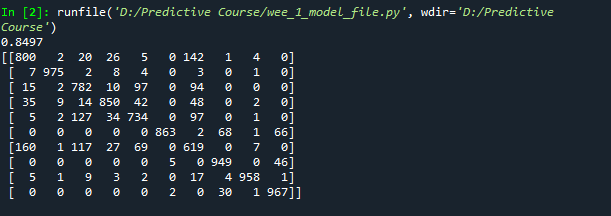 In [2]: runfile('D:/Predictive Course/wee_1_model_file.py', wdir='D:/Predictive
Course')
0.8497
[[800   2  20  26   5   0 142   1   4   0]
 [  7 975   2   8   4   0   3   0   1   0]
 [ 15   2 782  10  97   0  94   0   0   0]
 [ 35   9  14 850  42   0  48   0   2   0]
 [  5   2 127  34 734   0  97   0   1   0]
 [  0   0   0   0   0 863   2  68   1  66]
 [160   1 117  27  69   0 619   0   7   0]
 [  0   0   0   0   0   5   0 949   0  46]
 [  5   1   9   3   2   0  17   4 958   1]
 [  0   0   0   0   0   2   0  30   1 967]]